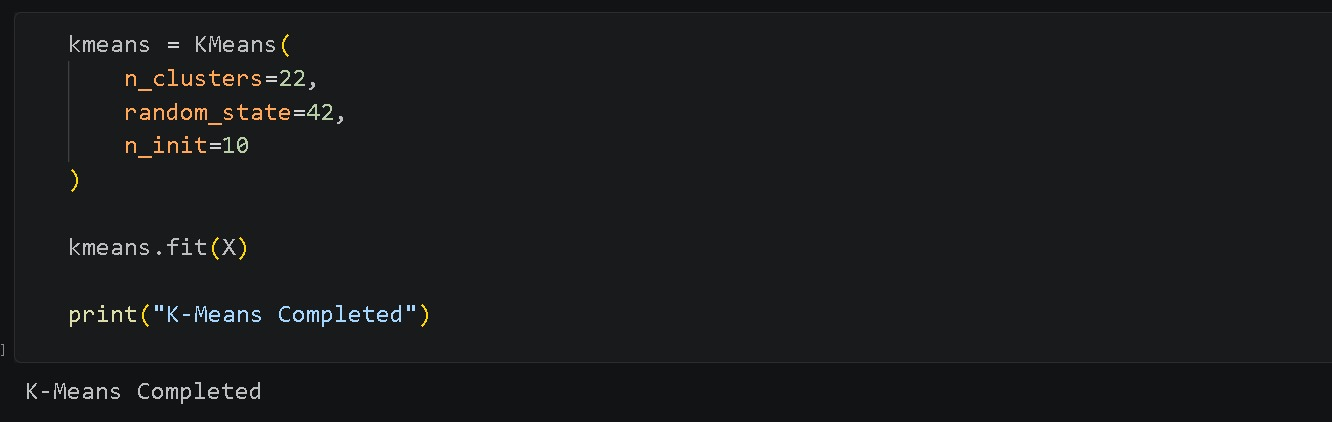 kmeans = KMeans(
    n_clusters=22,
    random_state=42,
    n_init=10
)
kmeans.fit(X)
print("K-Means Completed")
]
K-Means Completed